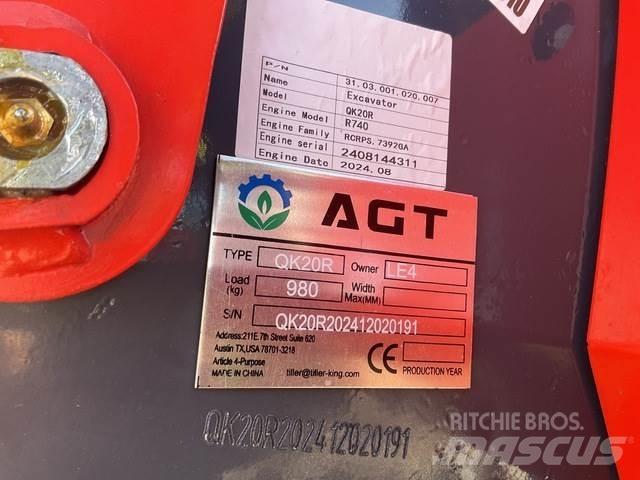 P/N 31.03.001.020.007
Name Excavator
Model QK20R
Engine Model R740
Engine Family RCRPS.7392GA
Engine serial 2408144311
Engine Date 2024.08
AGT
TYPE QK20R Owner LE4
Load (kg) 980 Width Max(MM)
S/N QK20R202412020191
Address:211E.7th Street Suite 620
Austin TX,USA 78701-3218
Article 4-Purpose
MADE IN CHINA tiller@tiller-king.com CE PRODUCTION YEAR
QK20R202412020191
RITCHIE BROS.
MASCUS